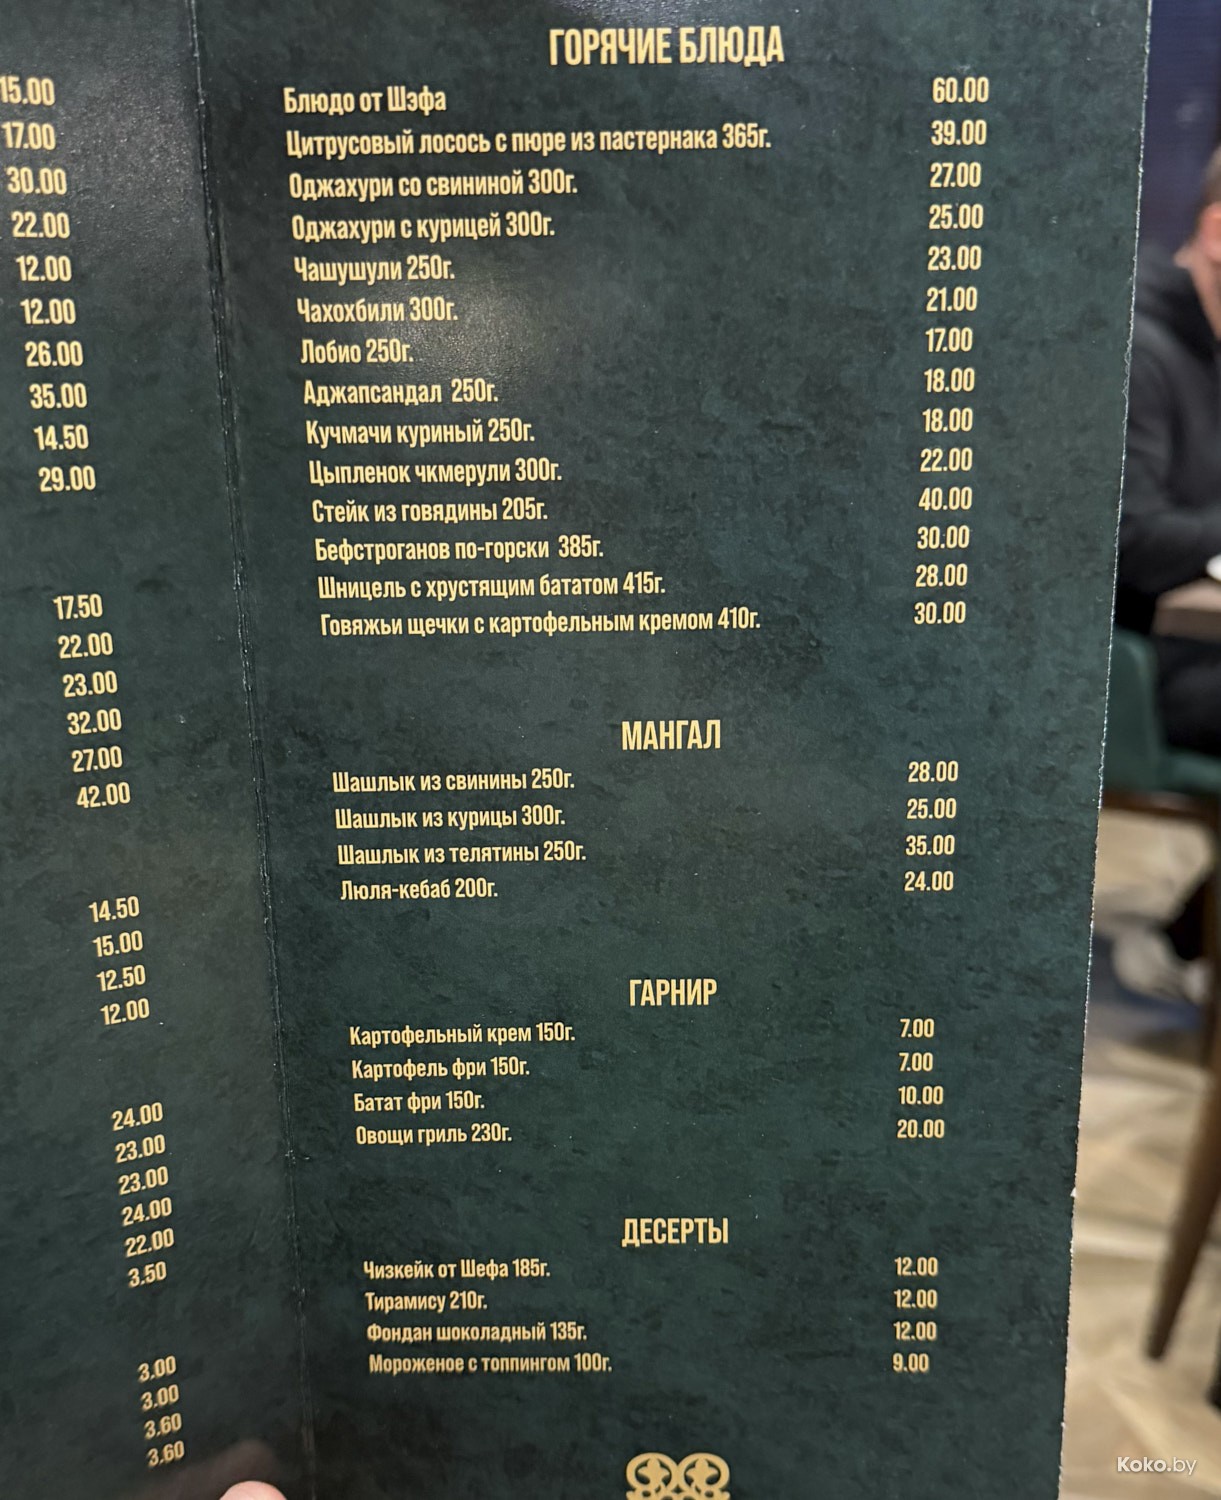 15.00
17.00
30.00
22.00
12.00
12.00
26.00
35.00
14.50
29.00
17.50
22.00
23.00
32.00
27.00
42.00
14.50
15.00
12.50
12.00
24.00
23.00
23.00
24.00
22.00
3.50
3.00
3.00
3.60
3.60
ГОРЯЧИЕ БЛЮДА
Блюдо от Шэфа 60.00
Цитрусовый лосось с пюре из пастернака 365г. 39.00
Оджахури со свининой 300г. 27.00
Оджахури с курицей 300г. 25.00
Чашушули 250г. 23.00
Чахохбили 300г. 21.00
Лобио 250г. 17.00
Аджапсандал 250г. 18.00
Кучмачи куриный 250г. 18.00
Цыпленок чкмерули 300г. 22.00
Стейк из говядины 205г. 40.00
Бефстроганов по-горски 385г. 30.00
Шницель с хрустящим бататом 415г. 28.00
Говяжьи щечки с картофельным кремом 410г. 30.00
МАНГАЛ
Шашлык из свинины 250г. 28.00
Шашлык из курицы 300г. 25.00
Шашлык из телятины 250г. 35.00
Люля-кебаб 200г. 24.00
ГАРНИР
Картофельный крем 150г. 7.00
Картофель фри 150г. 7.00
Батат фри 150г. 10.00
Овощи гриль 230г. 20.00
ДЕСЕРТЫ
Чизкейк от Шефа 185г. 12.00
Тирамису 210г. 12.00
Фондан шоколадный 135г. 12.00
Мороженое с топпингом 100г. 9.00
Koko.by